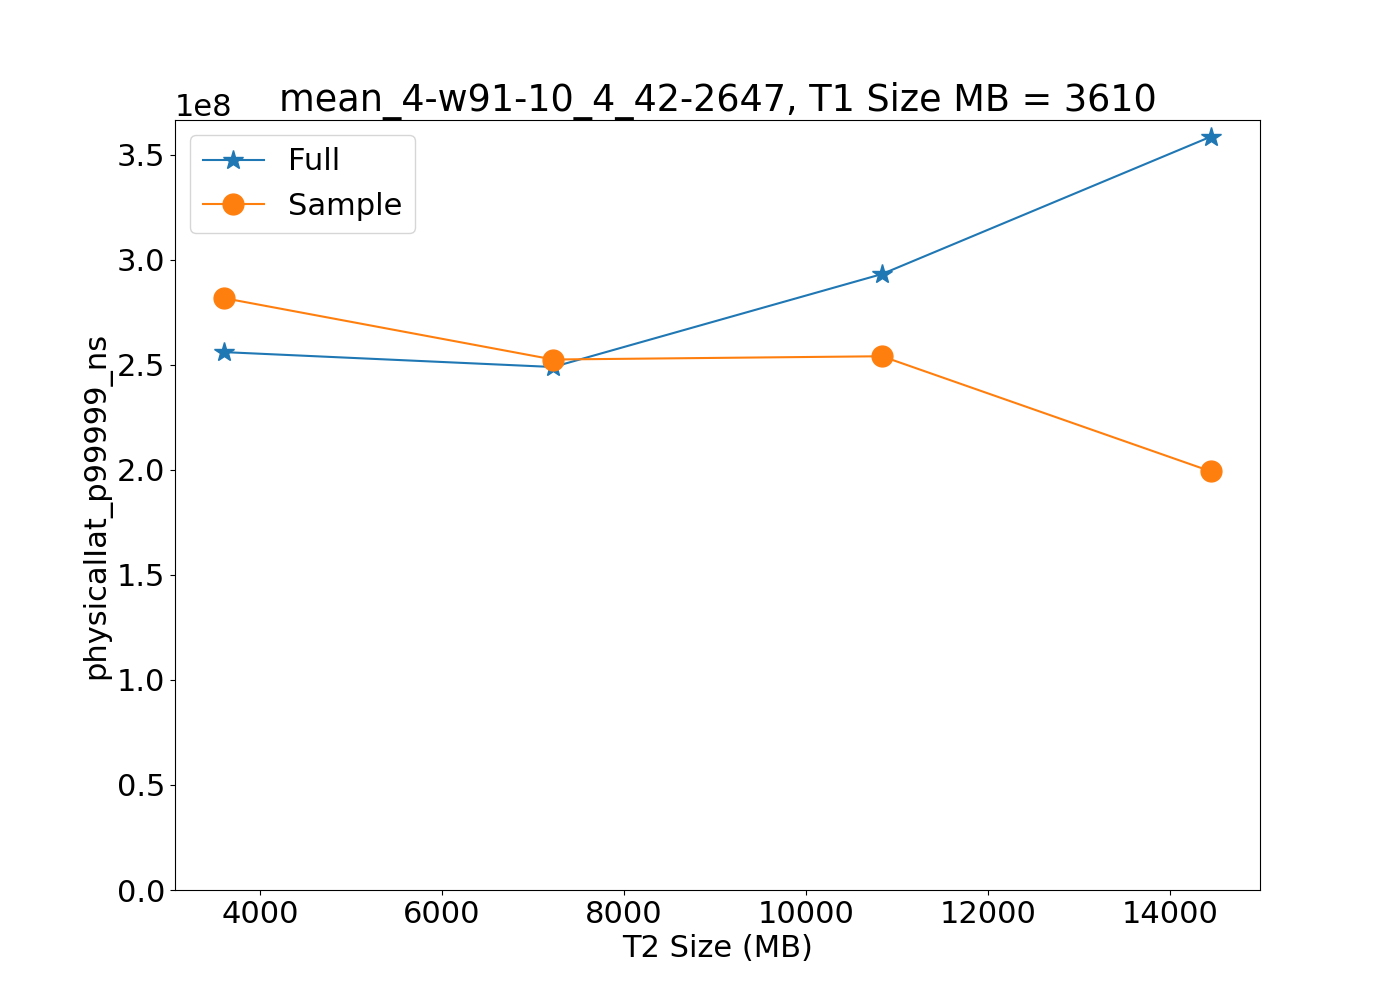 1e8
mean_4-w91-10_4_42-2647, T1 Size MB = 3610
Full
Sample
3.5
3.0
2.5
2.0
1.5
1.0
0.5
0.0
physicallat_p99999_ns
4000 6000 8000 10000 12000 14000
T2 Size (MB)